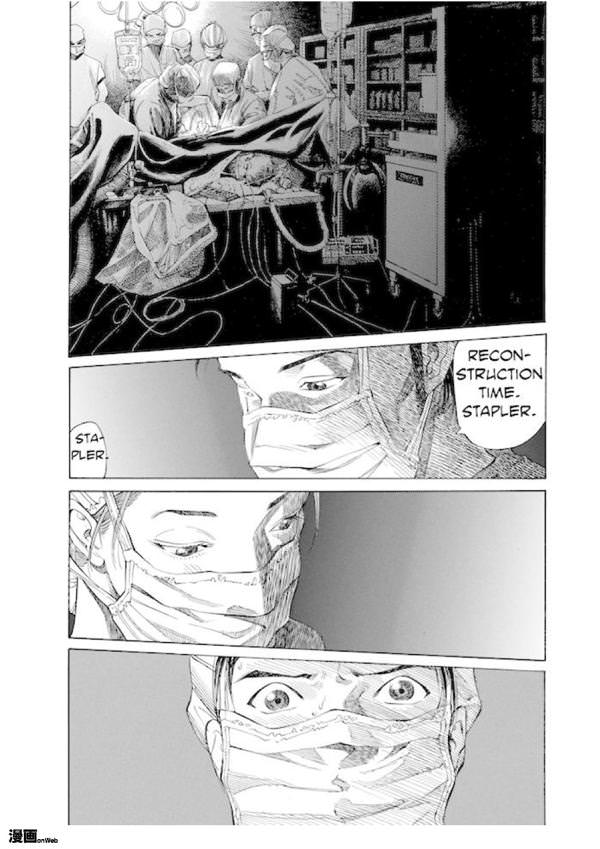 RECON-
STRUCTION
TIME.
STAPLER.
STA-
PLER.
漫画onWeb